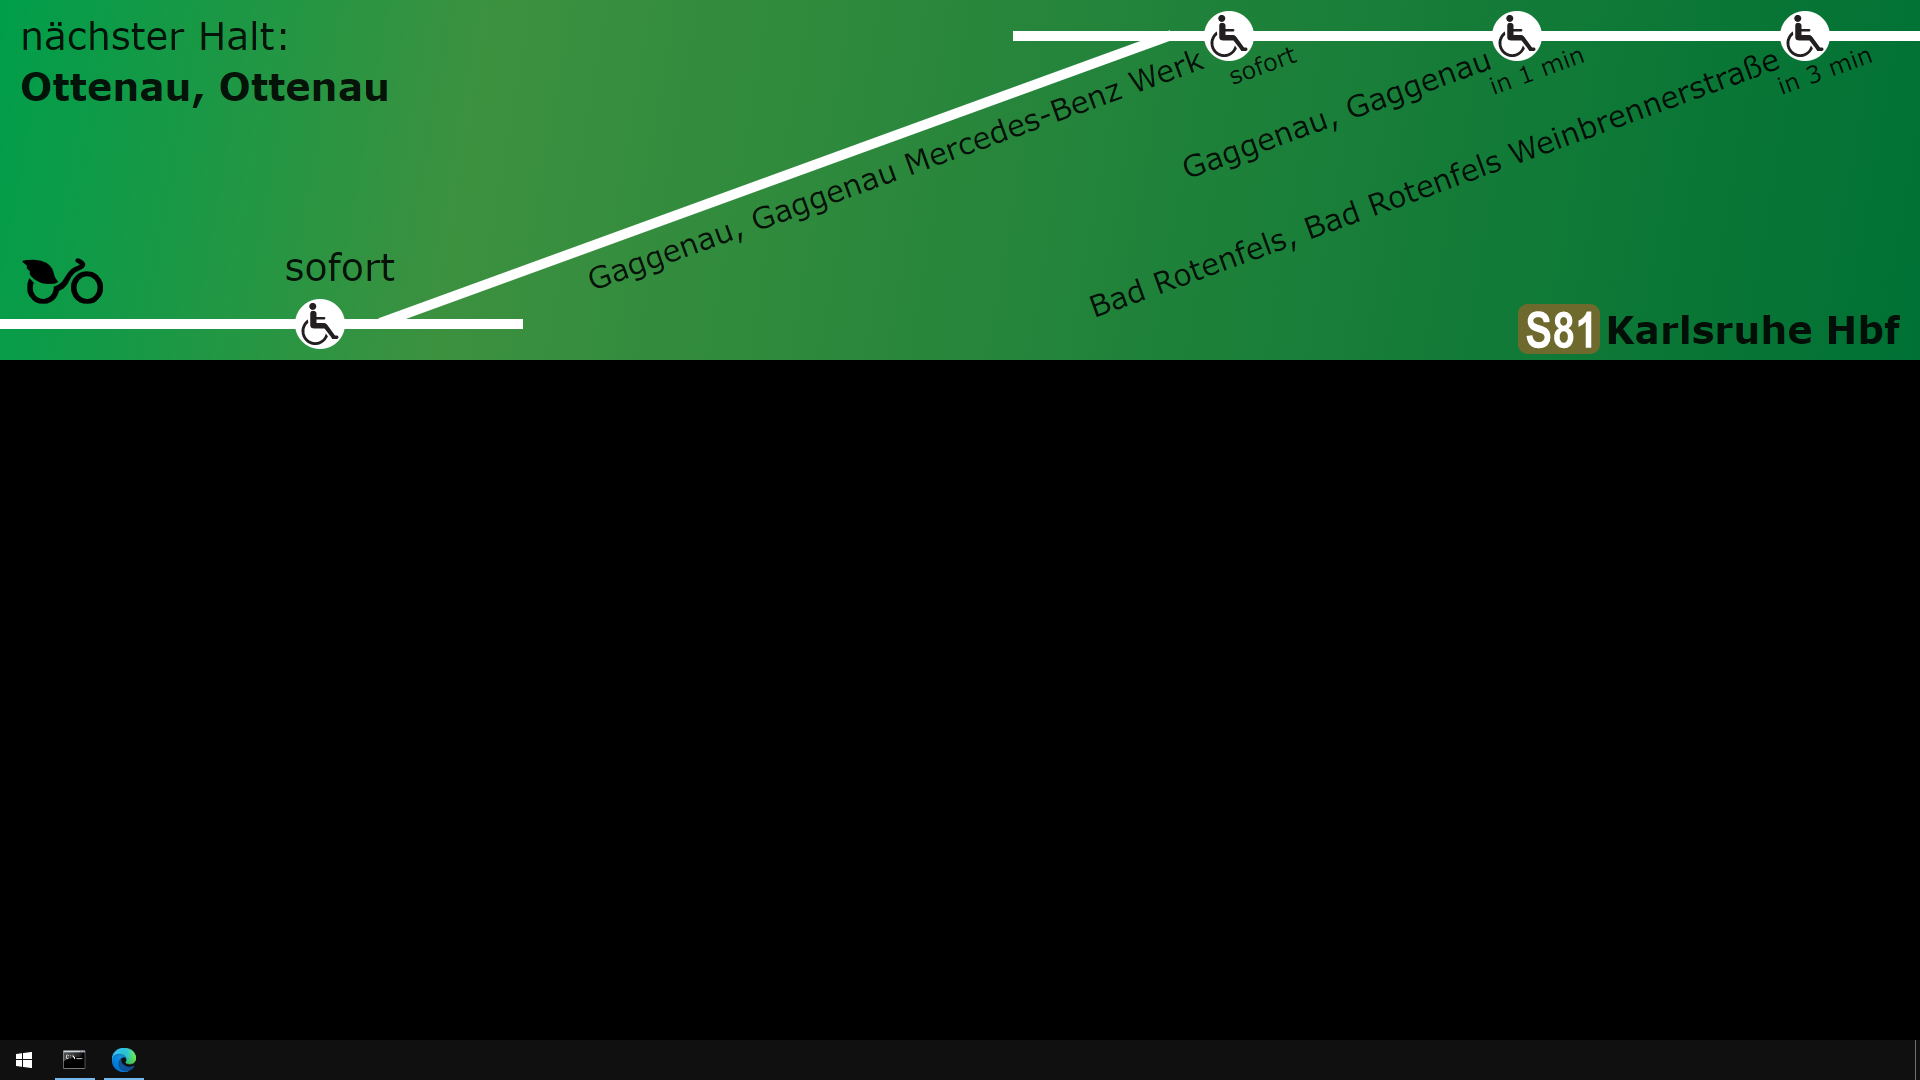 nächster Halt:
Ottenau, Ottenau
sofort
Gaggenau, Gaggenau Mercedes-Benz Werk
sofort
Gaggenau, Gaggenau
in 1 min
Bad Rotenfels, Bad Rotenfels Weinbrennerstraße
in 3 min
S81 Karlsruhe Hbf